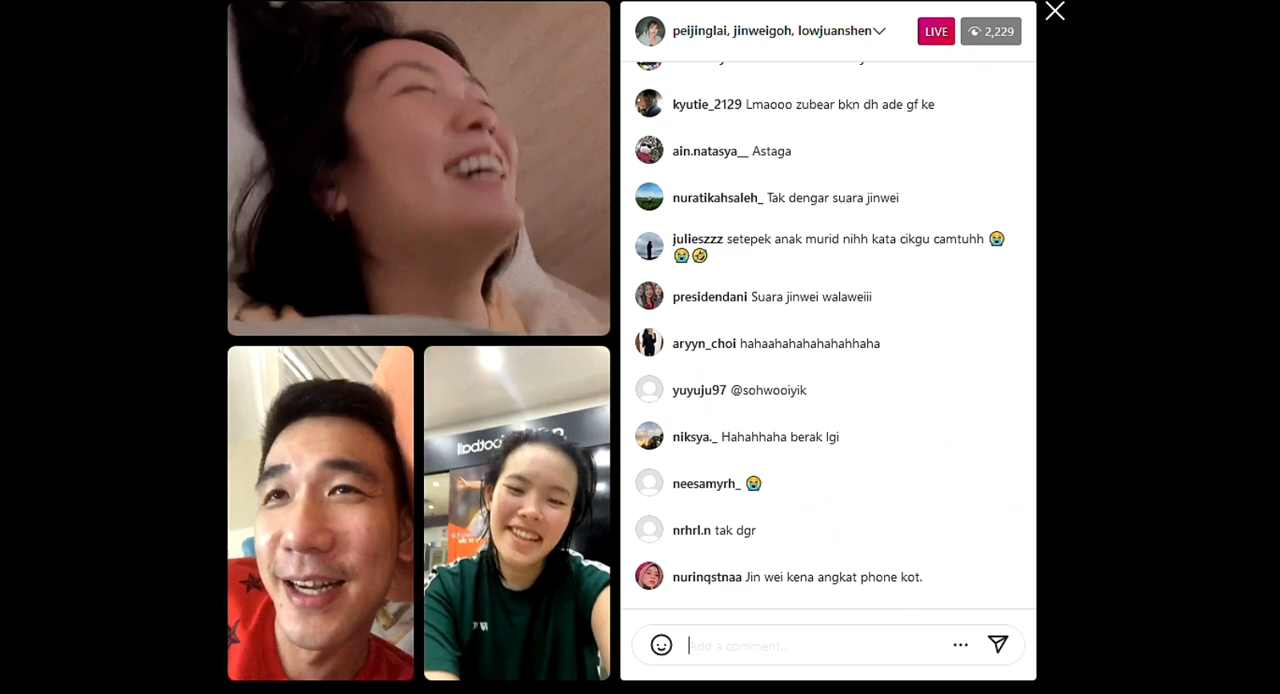 peijinglai, jinweigoh, lowjuanshen
LIVE
2,229
kyutie_2129 Lmaooo zubear bkn dh ade gf ke
ain.natasya__ Astaga
nuratikahsaleh_ Tak dengar suara jinwei
julieszzz setepek anak murid nihh kata cikgu camtuhh 😭
😭🤣
presidendani Suara jinwei walaweiii
aryyn_choi hahaahahahahahahhaha
yuyuju97 @sohwooiyik
niksya._ Hahahhaha berak lgi
neesamyrh_ 😭
nrhrl.n tak dgr
nurinqstnaa Jin wei kena angkat phone kot.
Add a comment...